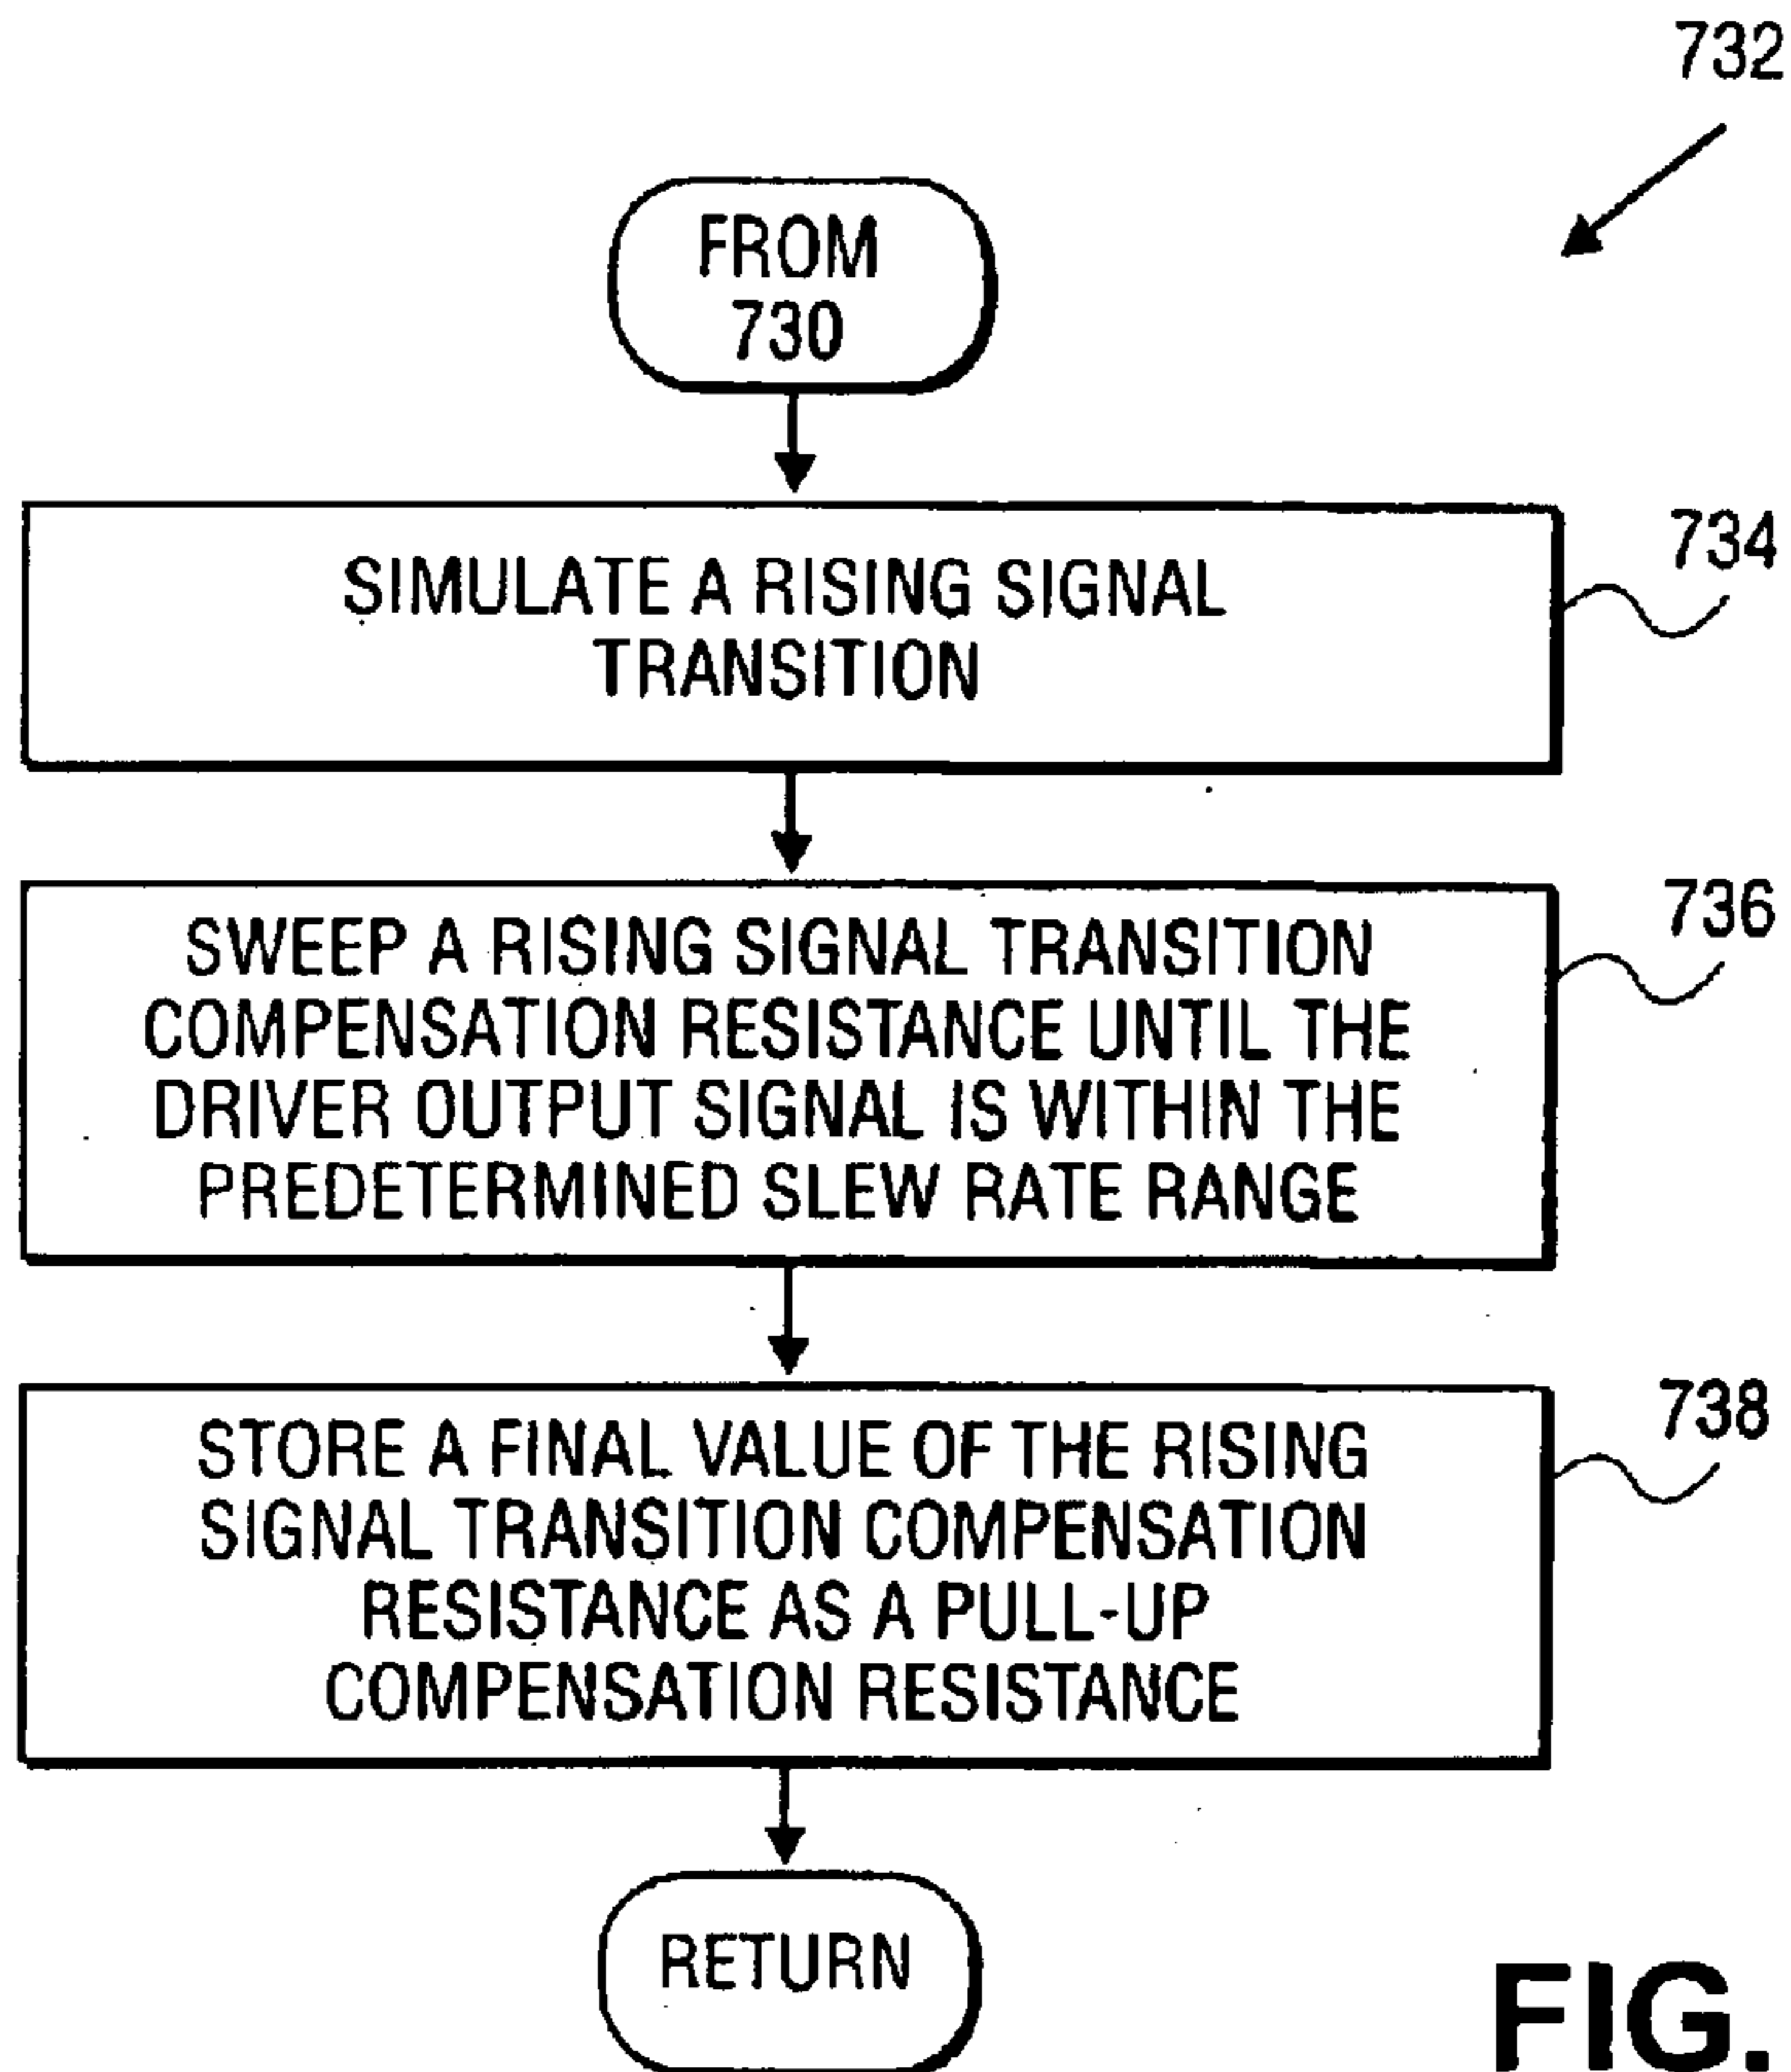 732
FROM
730
SIMULATE A RISING SIGNAL
TRANSITION
734
SWEEP A RISING SIGNAL TRANSITION
COMPENSATION RESISTANCE UNTIL THE
DRIVER OUTPUT SIGNAL IS WITHIN THE
PREDETERMINED SLEW RATE RANGE
736
STORE A FINAL VALUE OF THE RISING
SIGNAL TRANSITION COMPENSATION
RESISTANCE AS A PULL-UP
COMPENSATION RESISTANCE
738
RETURN
FIG.